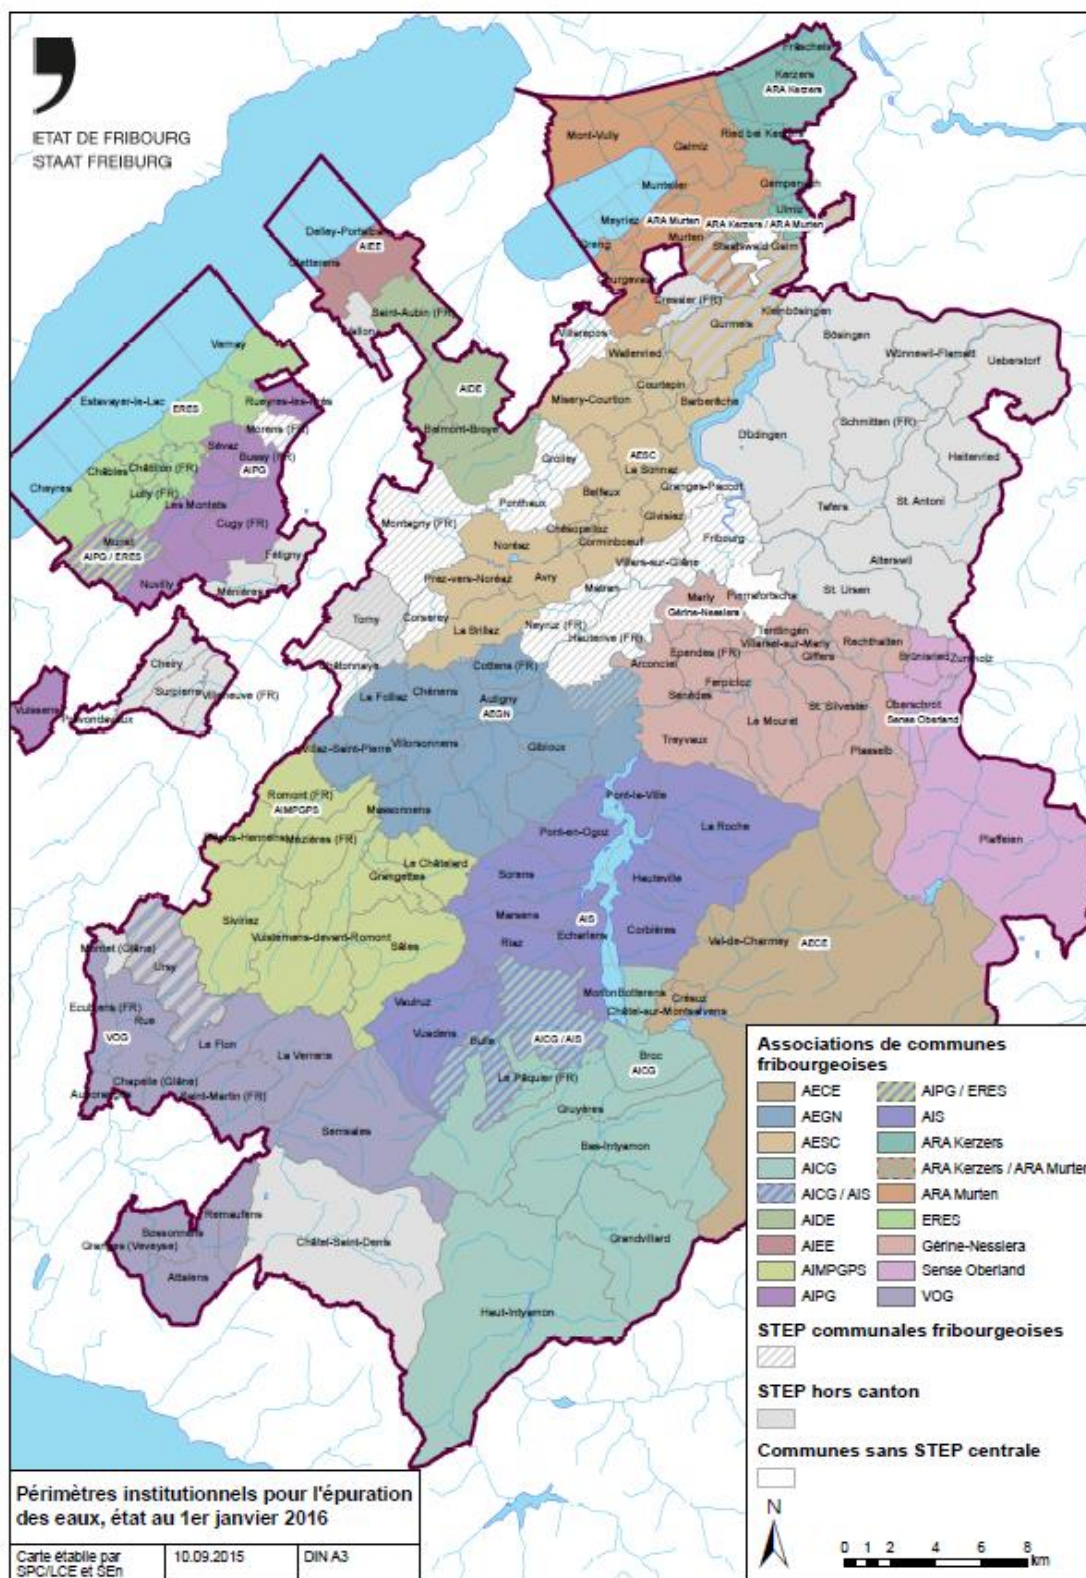 ETAT DE FRIBOURG
STAAT FREIBURG
Fräschels
Kerzers
ARA Kerzers
Mont-Vully
Galmiz
Ried bei Kerzers
Muntelier
Gempenach
Ulmiz
Meyriez
ARA Murten
ARA Kerzers / ARA Murten
Greng
Murten
Staatswald Galm
Courgevaux
Cressier (FR)
Gurmels
Kleinbösingen
Delley-Portalban
AIEE
Gletterens
Saint-Aubin (FR)
Vallon
Villarepos
Wallenried
Courtepin
Misery-Courtion
Barberêche
Bösingen
Wünnewil-Flamatt
Ueberstorf
Vernay
Estavayer-le-Lac
ERES
Rueyres-les-Prés
Morens (FR)
AIDE
Belmont-Broye
Düdingen
Schmitten (FR)
Heitenried
Sévaz
Bussy (FR)
AIPG
Châbles
Châtillon (FR)
Cheyres
Lully (FR)
Les Montets
Cugy (FR)
Murist
AIPG / ERES
Fétigny
Nuvilly
Ménières
Grolley
AESC
La Sonnaz
Ponthaux
Belfaux
Granges-Paccot
Montagny (FR)
Givisiez
Chésopelloz
Corminboeuf
Fribourg
Noréaz
Tafers
St. Antoni
Villars-sur-Glâne
Alterswil
Prez-vers-Noréaz
Avry
Matran
St. Ursen
Marly
Pierrafortscha
Gérine-Nesslera
Torny
Corserey
La Brillaz
Neyruz (FR)
Hauterive (FR)
Tentlingen
Villarsel-sur-Marly
Giffers
Rechthalten
Brünisried
Zumholz
Châtonnaye
Cottens (FR)
Arconciel
Ependes (FR)
Ferpicloz
Senèdes
St. Silvester
Oberschrot
Sense Oberland
Le Mouret
Plasselb
Treyvaux
Plaffeien
Cheiry
Surpierre
Villeneuve (FR)
Vuissens
Prévondavaux
La Folliaz
Chénens
Autigny
AEGN
Villaz-Saint-Pierre
Villorsonnens
Gibloux
Romont (FR)
AIMPGPS
Massonnens
Mézières (FR)
Le Châtelard
Grangettes
Siviriez
Vuisternens-devant-Romont
Sâles
Pont-la-Ville
Pont-en-Ogoz
La Roche
Sorens
Hauteville
Marsens
AIS
Riaz
Echarlens
Corbières
Val-de-Charmey
AECE
Montet (Glâne)
Ursy
Ecublens (FR)
Rue
VOG
Le Flon
La Verrerie
Chapelle (Glâne)
Auboranges
Saint-Martin (FR)
Semsales
Vaulruz
Vuadens
Bulle
AICG / AIS
Morlon
Botterens
Crésuz
Châtel-sur-Montsalvens
Broc
AICG
Le Pâquier (FR)
Gruyères
Bas-Intyamon
Grandvillard
Haut-Intyamon
Remaufens
Bossonnens
Granges (Veveyse)
Attalens
Châtel-Saint-Denis
Associations de communes
fribourgeoises
AECE
AIPG / ERES
AEGN
AIS
AESC
ARA Kerzers
AICG
ARA Kerzers / ARA Murten
AICG / AIS
ARA Murten
AIDE
ERES
AIEE
Gérine-Nesslera
AIMPGPS
Sense Oberland
AIPG
VOG
STEP communales fribourgeoises
STEP hors canton
Communes sans STEP centrale
N
0 1 2 4 6 8
km
Périmètres institutionnels pour l'épuration
des eaux, état au 1er janvier 2016
Carte établie par
SPC/LCE et SEn
10.09.2015
DIN A3